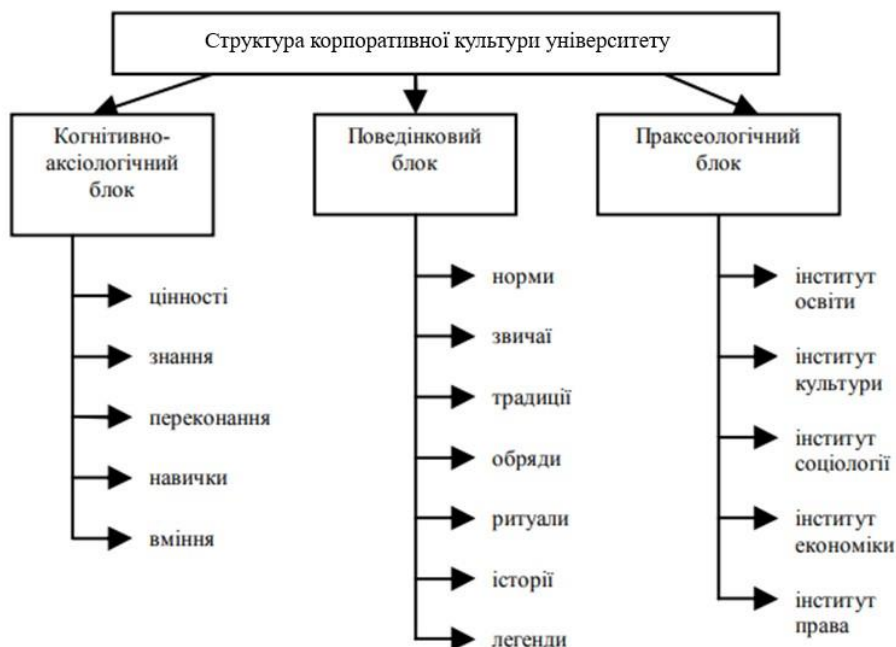 Структура корпоративної культури університету
Когнітивно-
аксіологічний
блок
цінності
знання
переконання
навички
вміння
Поведінковий
блок
норми
звичаї
традиції
обряди
ритуали
історії
легенди
Праксеологічний
блок
інститут
освіти
інститут
культури
інститут
соціології
інститут
економіки
інститут
права